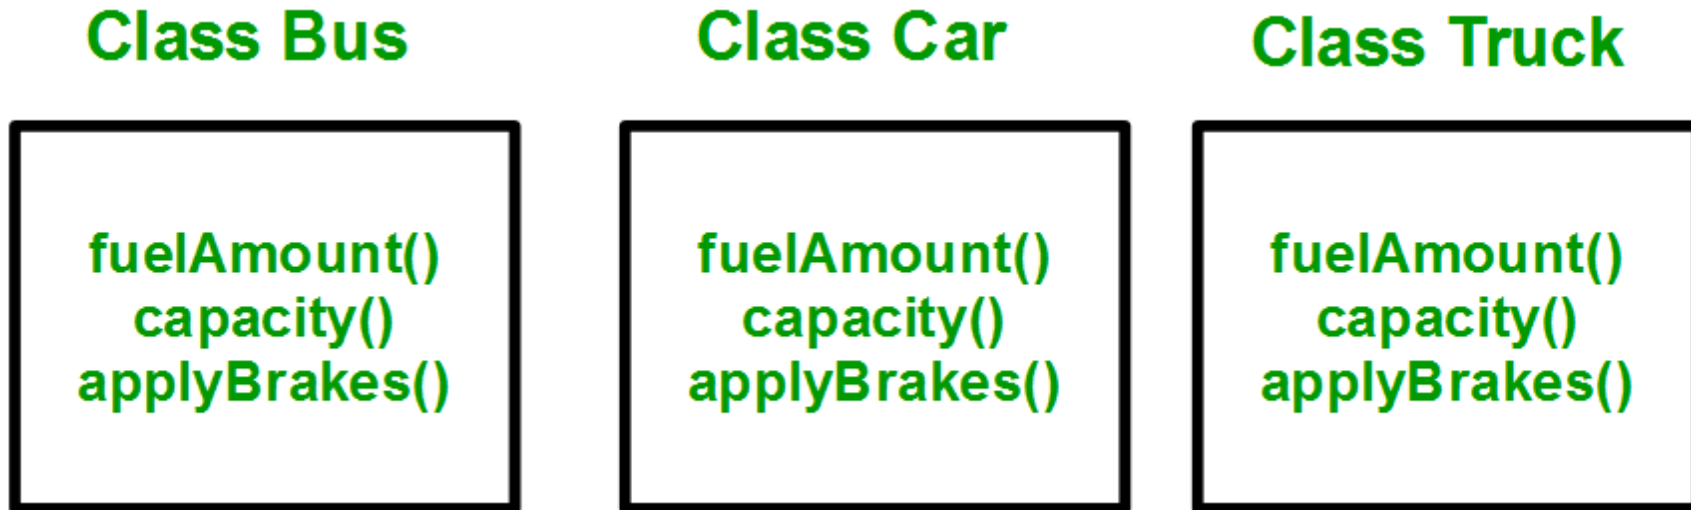 Class Bus
fuelAmount()
capacity()
applyBrakes()
Class Car
fuelAmount()
capacity()
applyBrakes()
Class Truck
fuelAmount()
capacity()
applyBrakes()